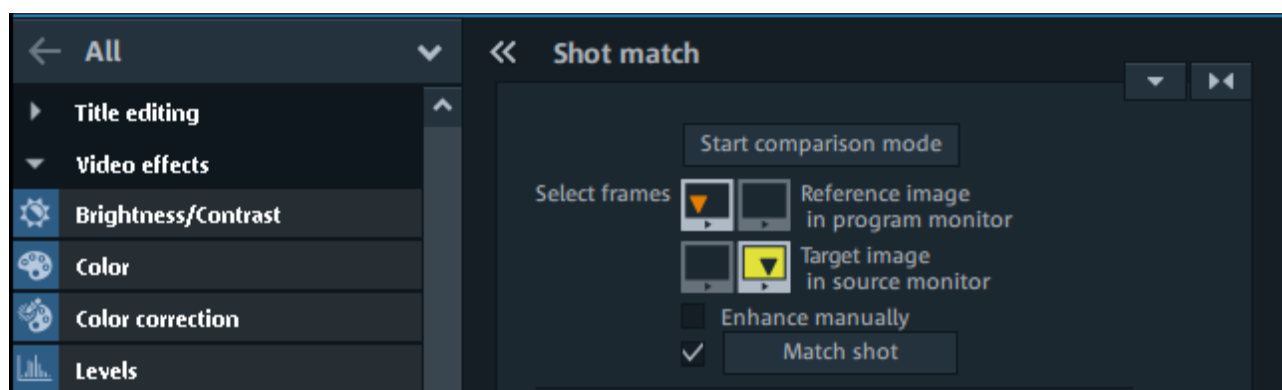 All
Title editing
Video effects
Brightness/Contrast
Color
Color correction
Levels
Shot match
Start comparison mode
Select frames
Reference image
in program monitor
Target image
in source monitor
Enhance manually
Match shot